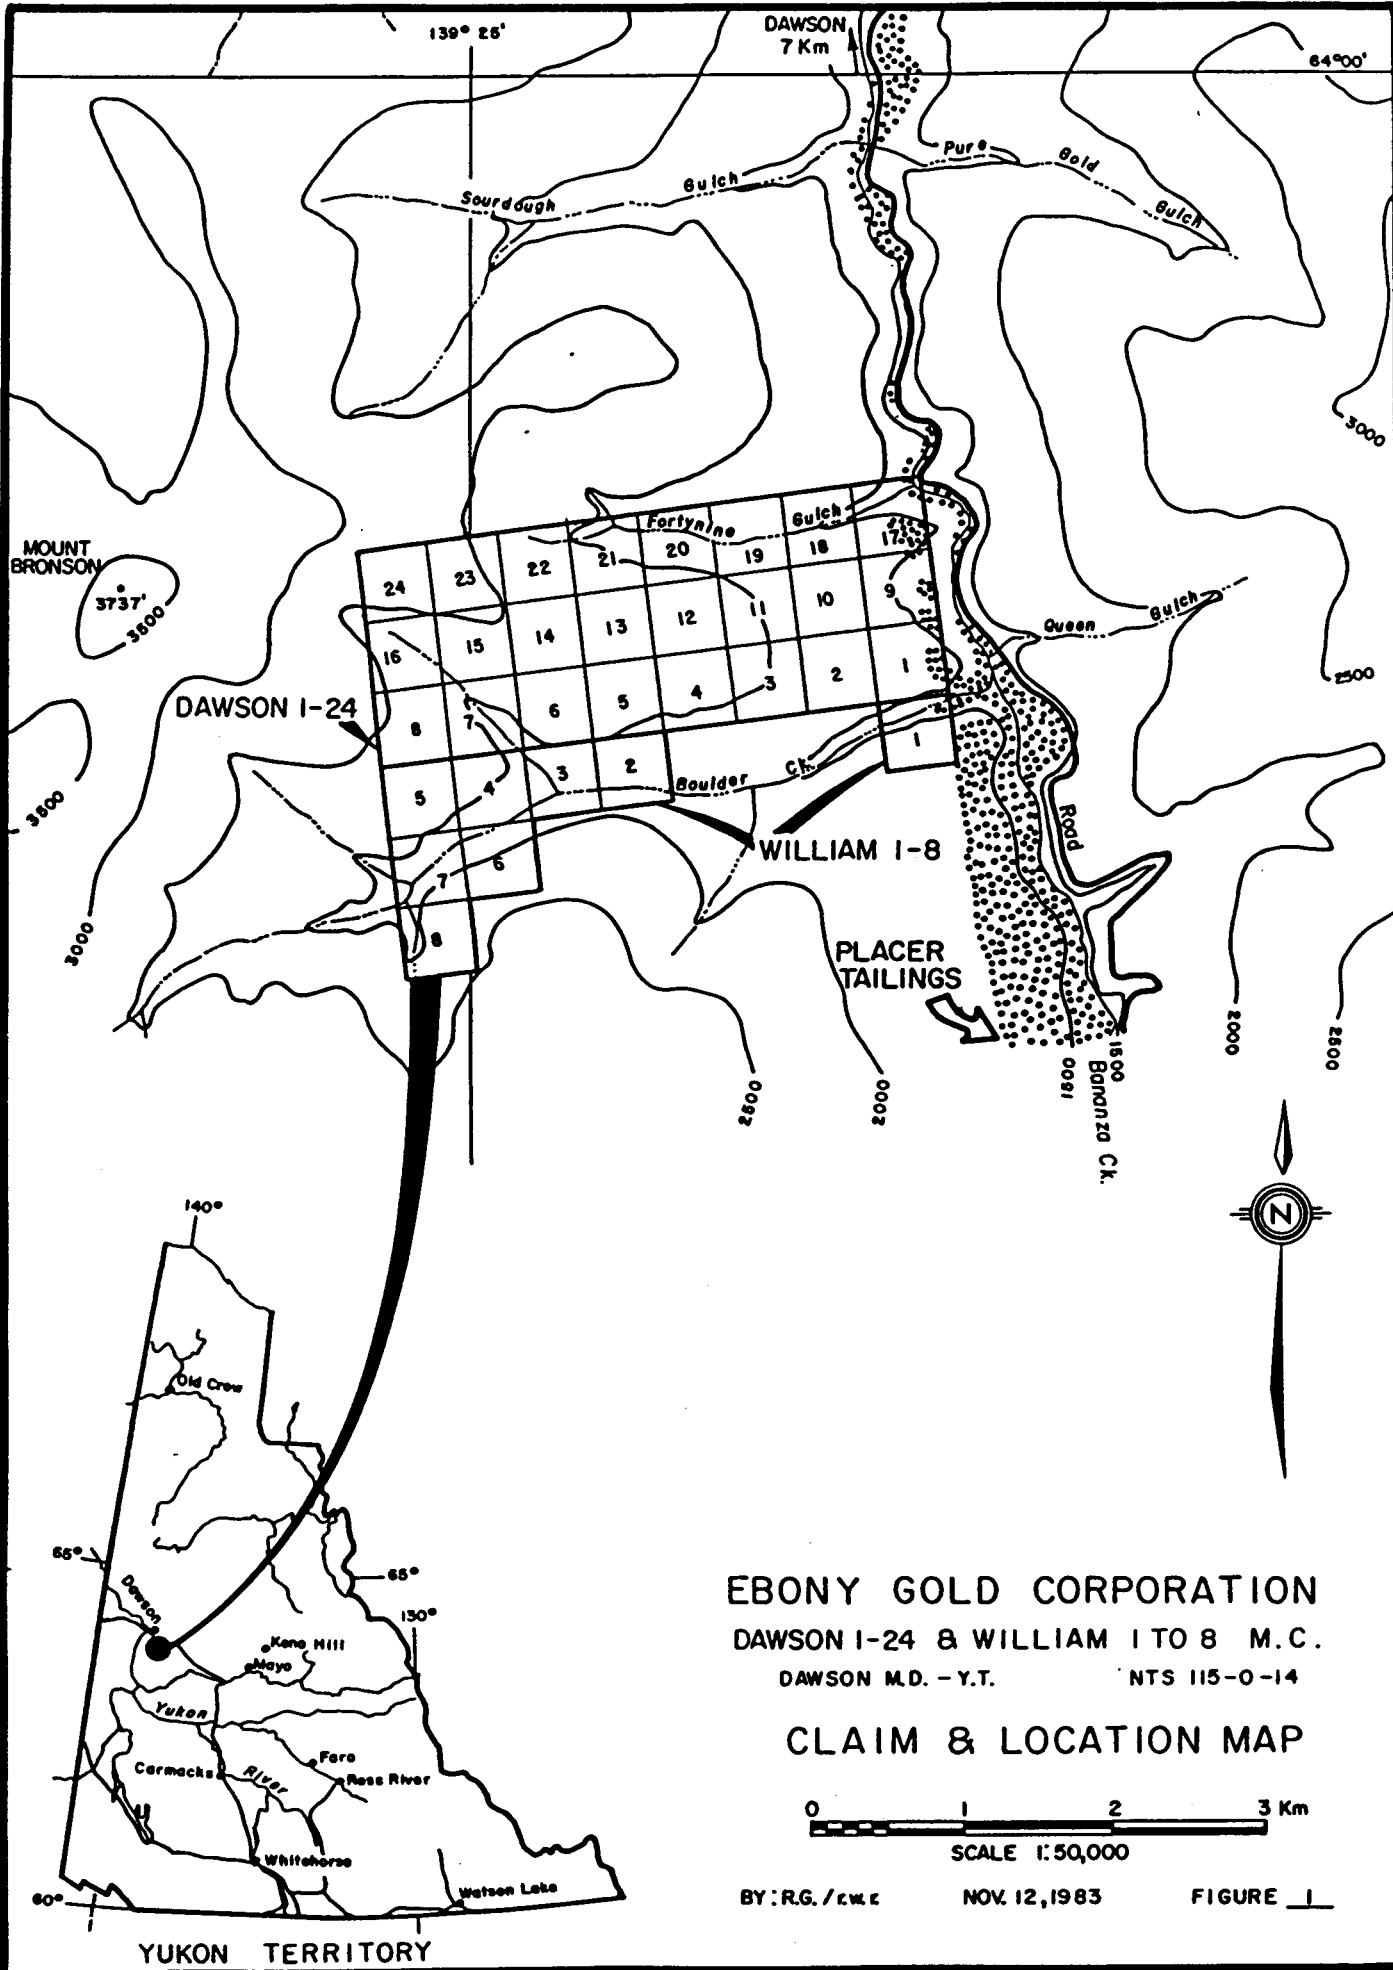 139° 25'
DAWSON
7 Km
64°00'
Sourdough Gulch
Pure Gold Gulch
3000
MOUNT
BRONSON
3737'
3600
Fortynine Gulch
24 23 22 21 20 19 18 17
16 15 14 13 12 11 10 9
8 7 6 5 4 3 2 1
5 4 3 2
1
7 6
8
Queen Gulch
2500
DAWSON 1-24
Boulder Ck.
WILLIAM 1-8
Road
3000
PLACER
TAILINGS
2500
2000
1500
Bananza Ck.
2000
2500
N
140°
Old Crow
65°
65°
Dawson
130°
Keno Hill
Mayo
Yukon River
Faro
Carmacks
Ross River
Whitehorse
60°
Watson Lake
YUKON TERRITORY
EBONY GOLD CORPORATION
DAWSON 1-24 & WILLIAM 1 TO 8 M.C.
DAWSON M.D. - Y.T. NTS 115-O-14
CLAIM & LOCATION MAP
0 1 2 3 Km
SCALE 1:50,000
BY: R.G. NOV. 12, 1983 FIGURE 1